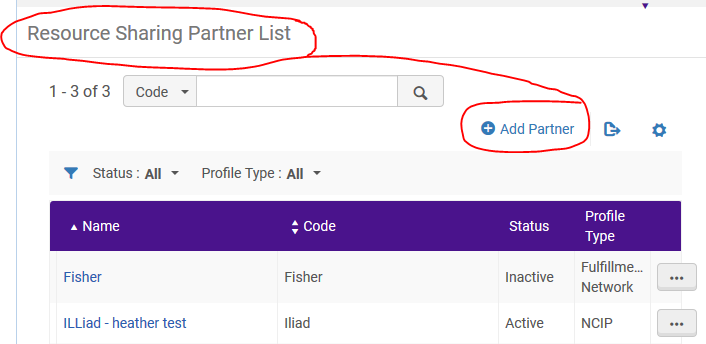 Resource Sharing Partner List
1 - 3 of 3 Code
Add Partner
Status : All Profile Type : All
Name Code Status Profile Type
Fisher Fisher Inactive Fulfillme... Network
ILLiad - heather test Iliad Active NCIP